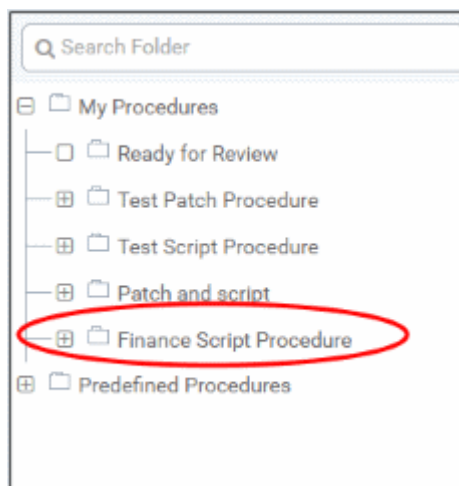 Search Folder
My Procedures
Ready for Review
Test Patch Procedure
Test Script Procedure
Patch and script
Finance Script Procedure
Predefined Procedures